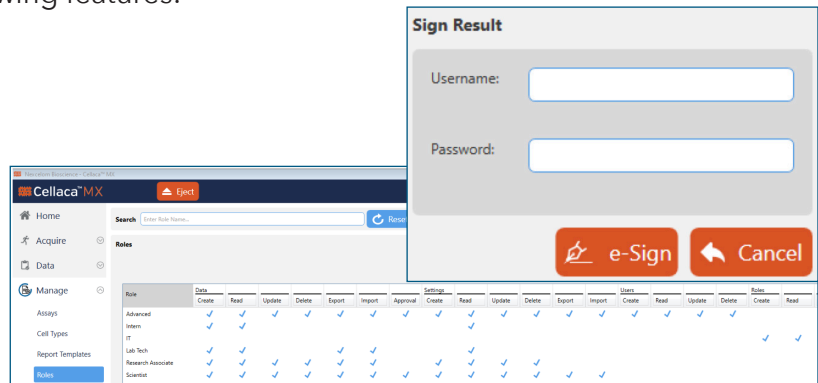 wing features:
Sign Result
Username:
Password:
e-Sign
Cancel
Nexcelom Bioscience - Cellaca™ MX
Cellaca™ MX
Eject
Home
Search Enter Role Name...
Acquire
Roles
Data
Manage
Role Data Settings Users Roles
Create Read Update Delete Export Import Approval Create Read Update Delete Export Import Create Read Update Delete Create Read
Assays
Advanced
Intern
IT
Cell Types
Lab Tech
Report Templates
Research Associate
Roles
Scientist